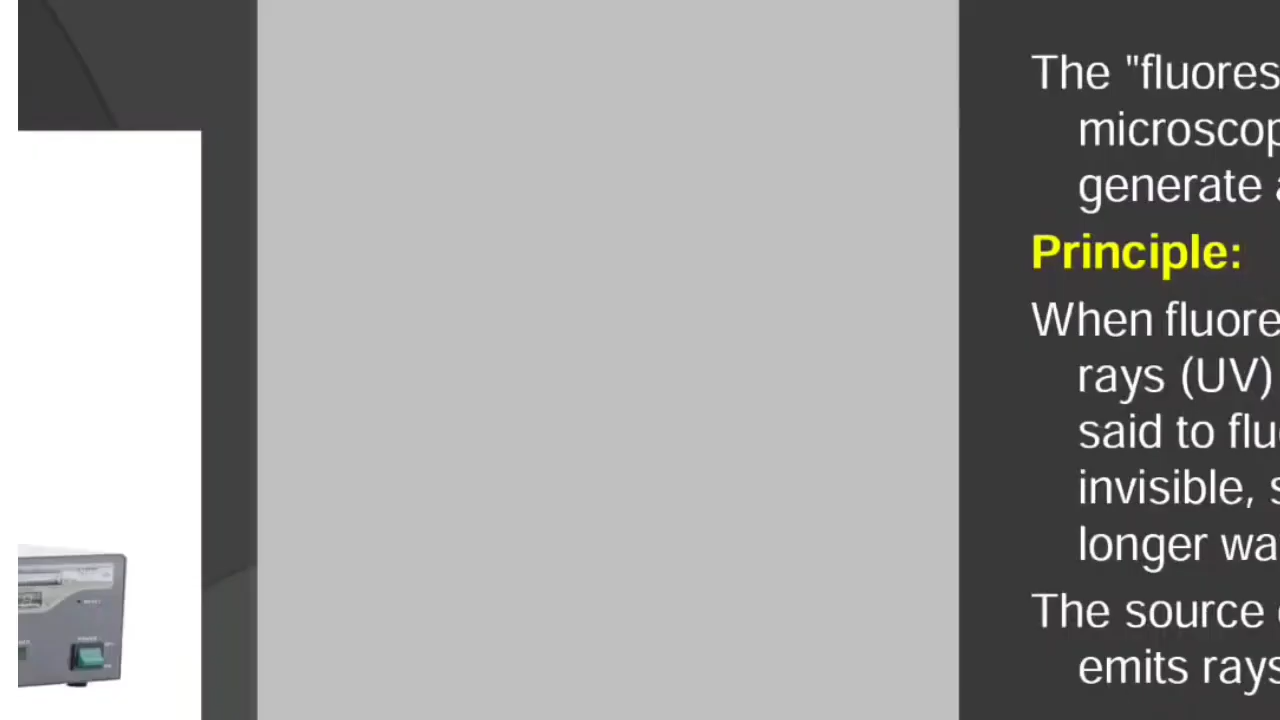 The "fluores
microscop
generate a
Principle:
When fluore
rays (UV)
said to flu
invisible, s
longer wa
The source
emits rays